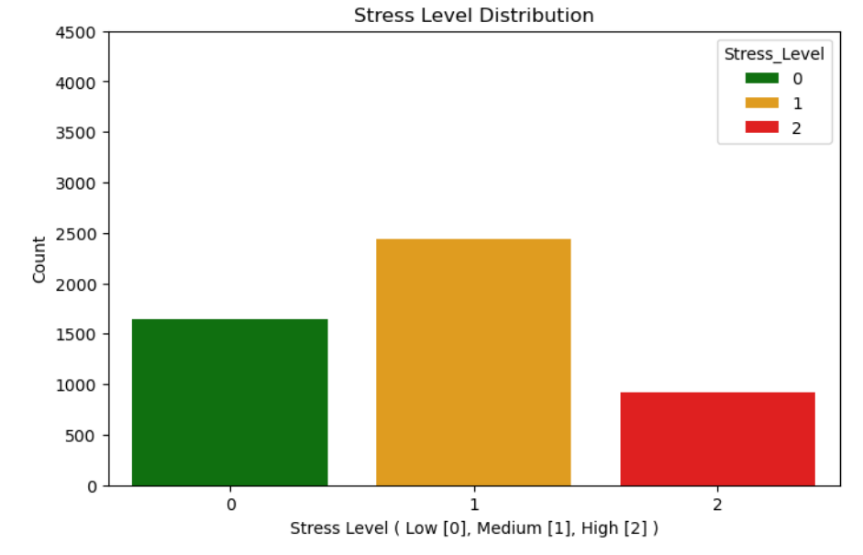 Stress Level Distribution
4500
4000
3500
3000
2500
2000
1500
1000
500
0
Count
Stress_Level
0
1
2
0 1 2
Stress Level ( Low [0], Medium [1], High [2] )